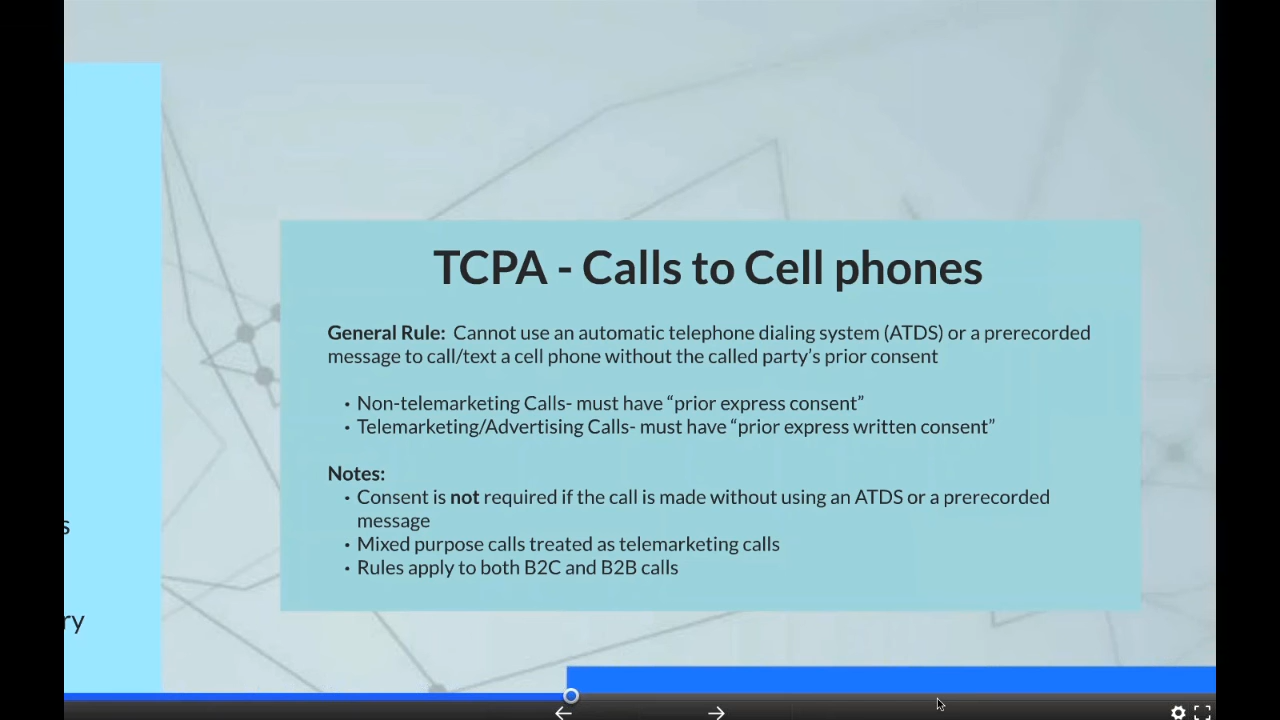 TCPA - Calls to Cell phones
General Rule: Cannot use an automatic telephone dialing system (ATDS) or a prerecorded
message to call/text a cell phone without the called party’s prior consent
• Non-telemarketing Calls- must have “prior express consent”
• Telemarketing/Advertising Calls- must have “prior express written consent”
Notes:
• Consent is not required if the call is made without using an ATDS or a prerecorded
message
• Mixed purpose calls treated as telemarketing calls
• Rules apply to both B2C and B2B calls